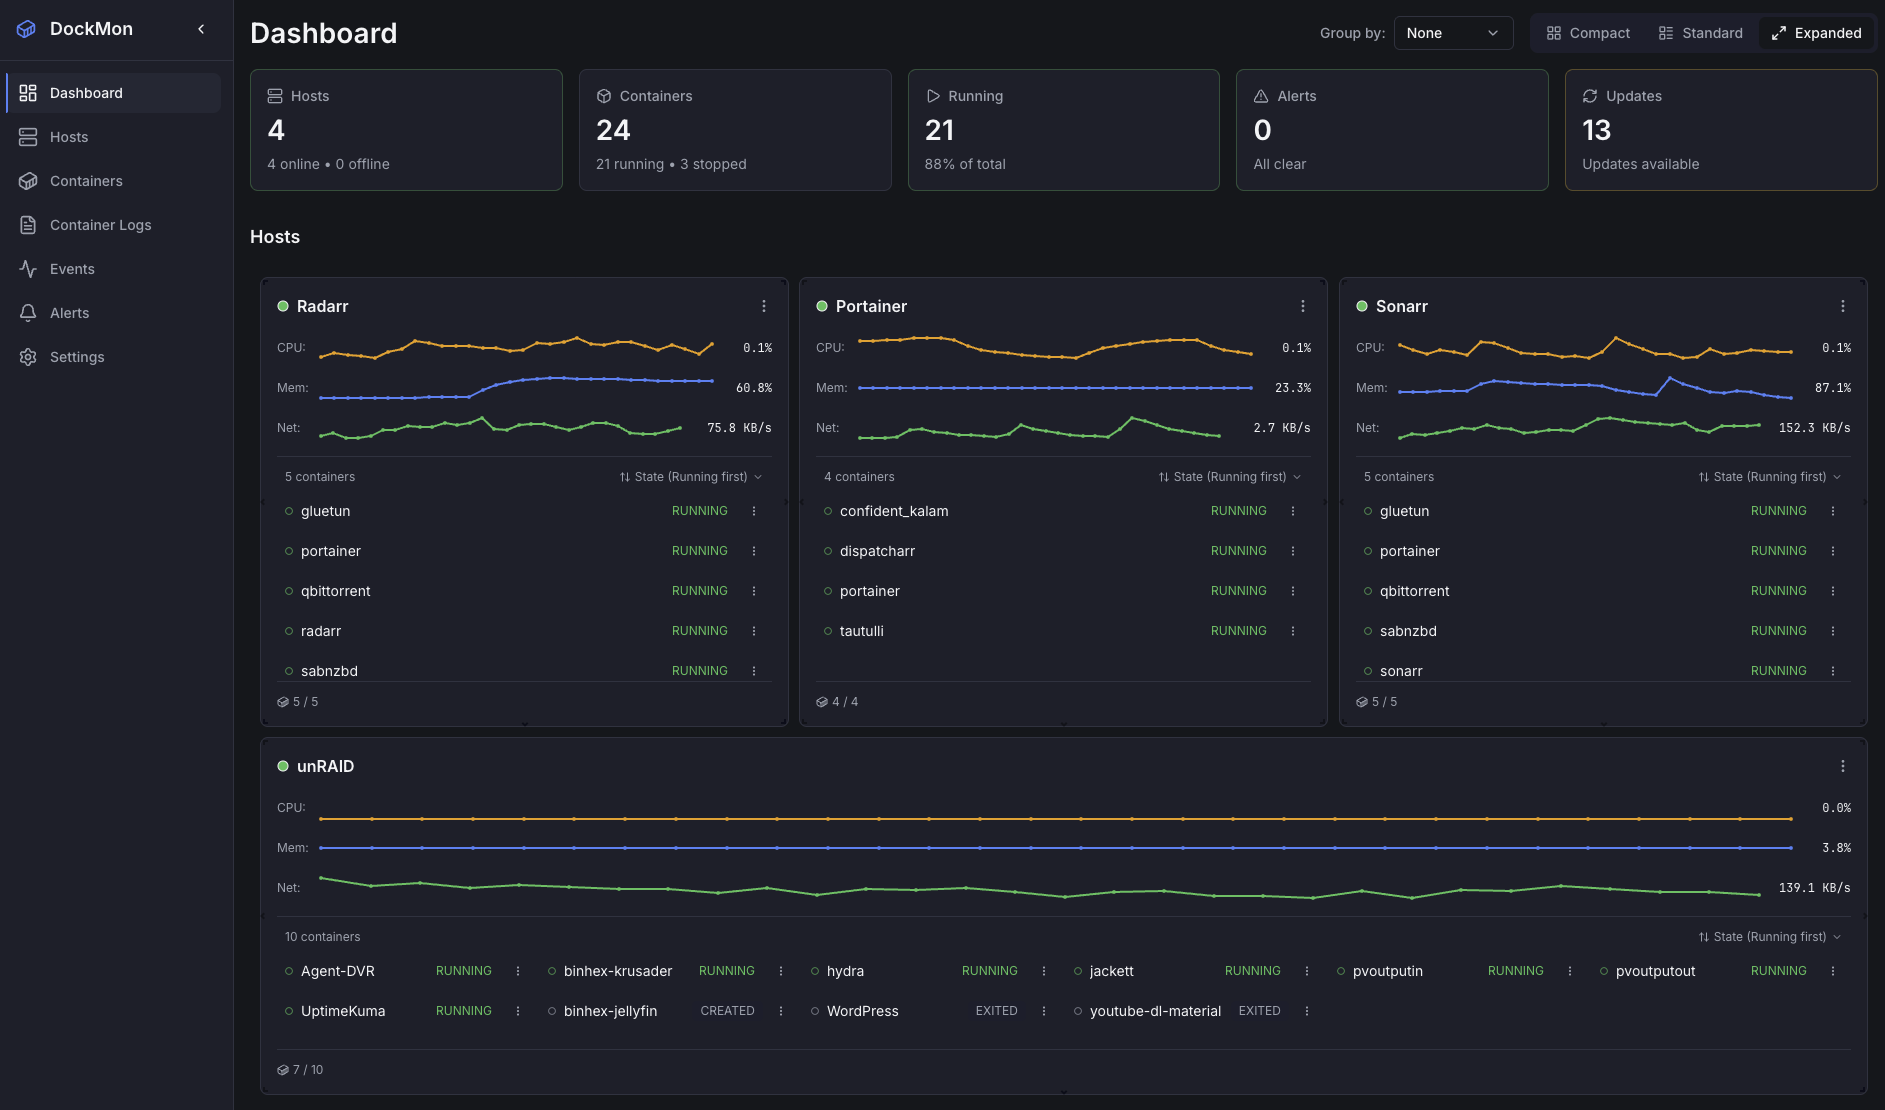 DockMon
Dashboard
Hosts
Containers
Container Logs
Events
Alerts
Settings
Dashboard
Group by: None
Compact Standard Expanded
Hosts
4
4 online • 0 offline
Containers
24
21 running • 3 stopped
Running
21
88% of total
Alerts
0
All clear
Updates
13
Updates available
Hosts
Radarr
CPU: 0.1%
Mem: 60.8%
Net: 75.8 KB/s
5 containers State (Running first)
gluetun RUNNING
portainer RUNNING
qbittorrent RUNNING
radarr RUNNING
sabnzbd RUNNING
5 / 5
Portainer
CPU: 0.1%
Mem: 23.3%
Net: 2.7 KB/s
4 containers State (Running first)
confident_kalam RUNNING
dispatcharr RUNNING
portainer RUNNING
tautulli RUNNING
4 / 4
Sonarr
CPU: 0.1%
Mem: 87.1%
Net: 152.3 KB/s
5 containers State (Running first)
gluetun RUNNING
portainer RUNNING
qbittorrent RUNNING
sabnzbd RUNNING
sonarr RUNNING
5 / 5
unRAID
CPU: 0.0%
Mem: 3.8%
Net: 139.1 KB/s
10 containers State (Running first)
Agent-DVR RUNNING binhex-krusader RUNNING hydra RUNNING jackett RUNNING pvoutputin RUNNING pvoutputout RUNNING
UptimeKuma RUNNING binhex-jellyfin CREATED WordPress EXITED youtube-dl-material EXITED
7 / 10